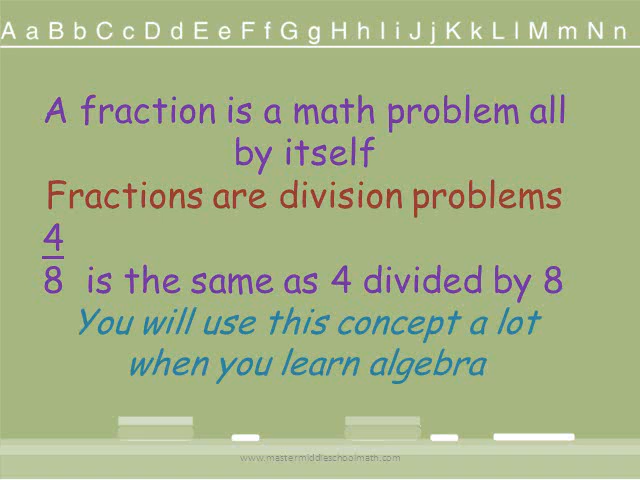 A a B b C c D d E e F f G g H h I i J j K k L l M m N n
A fraction is a math problem all
by itself
Fractions are division problems
4
8 is the same as 4 divided by 8
You will use this concept a lot
when you learn algebra
www.mastermiddleschoolmath.com